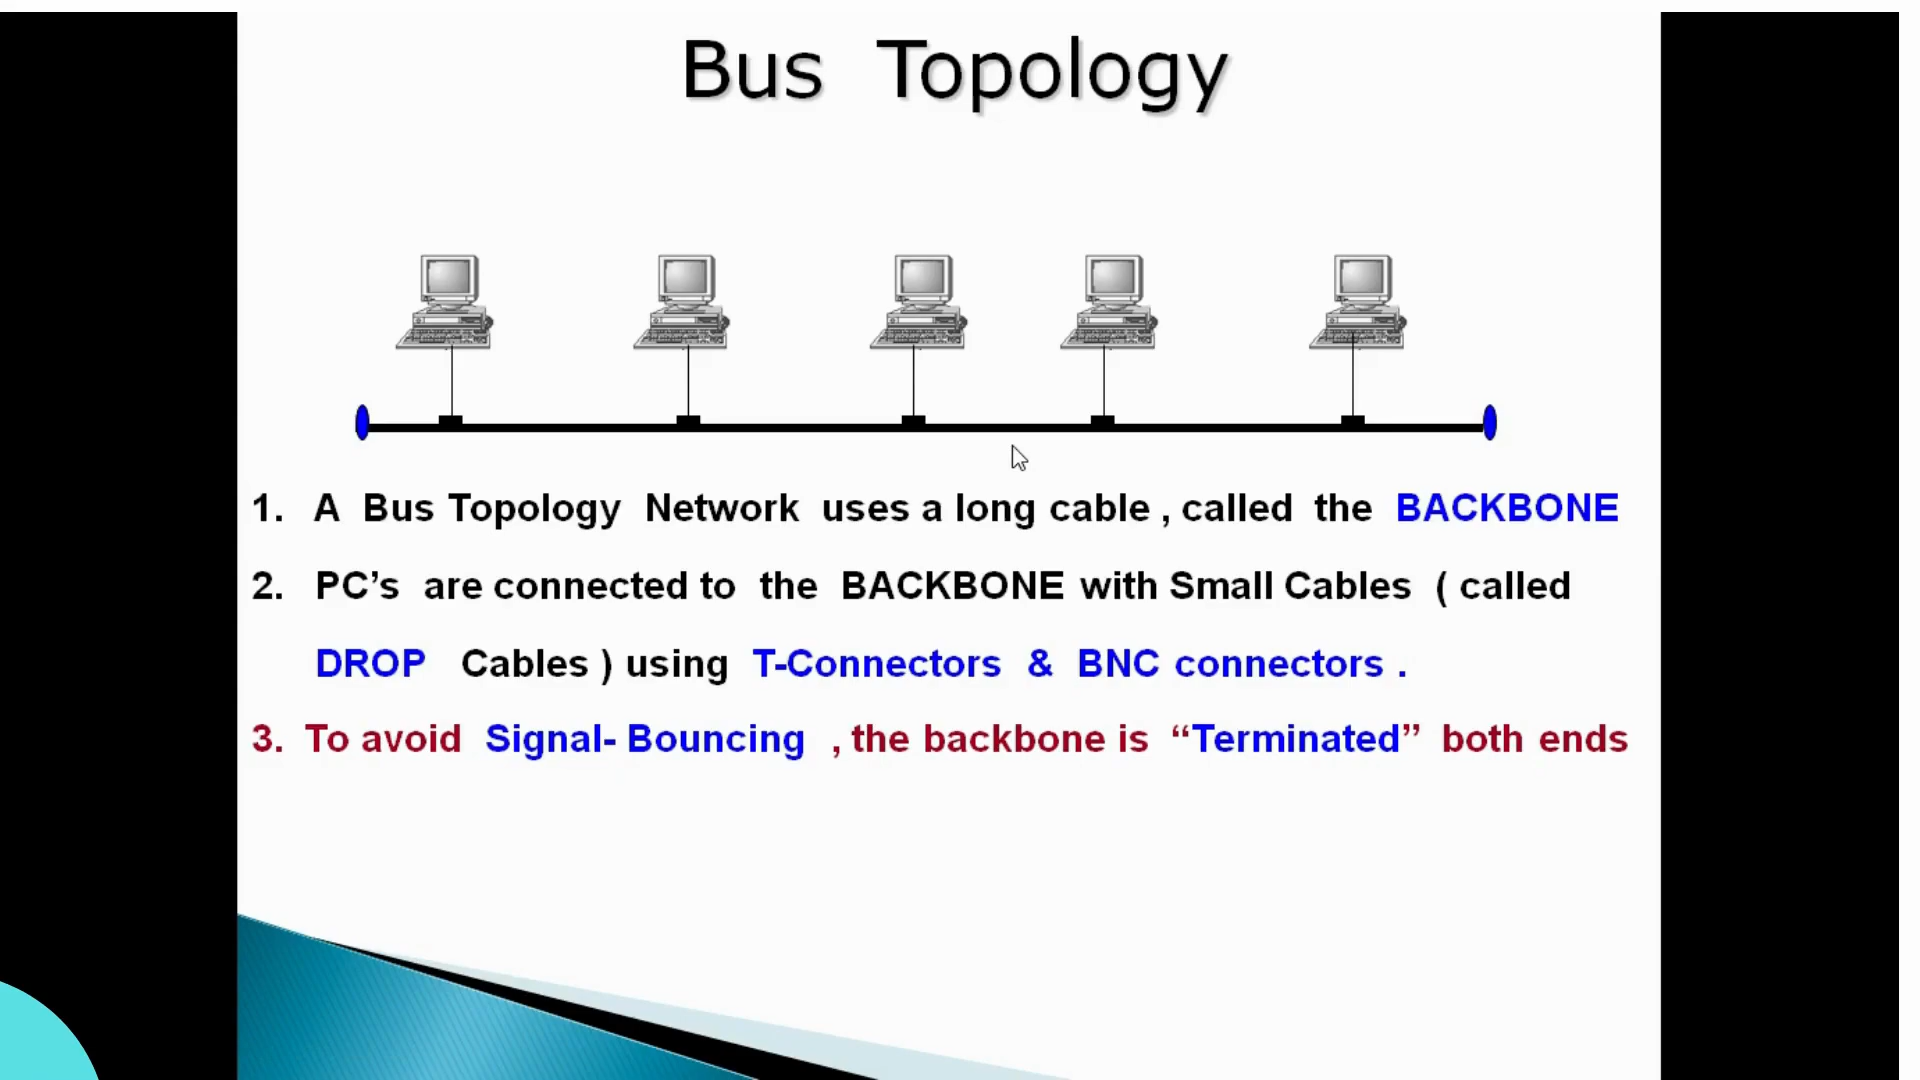 Bus Topology
1. A Bus Topology Network uses a long cable , called the BACKBONE
2. PC’s are connected to the BACKBONE with Small Cables ( called
DROP Cables ) using T-Connectors & BNC connectors .
3. To avoid Signal- Bouncing , the backbone is “Terminated” both ends